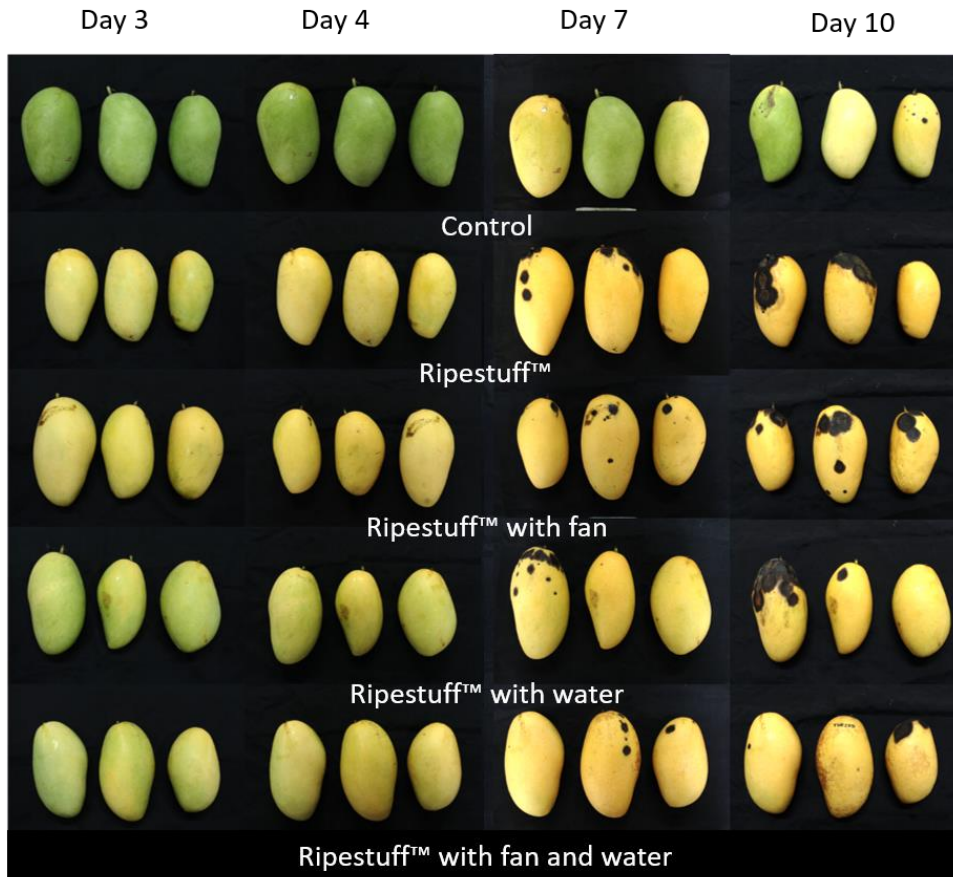 Day 3 Day 4 Day 7 Day 10
Control
Ripestuff™
Ripestuff™ with fan
Ripestuff™ with water
Ripestuff™ with fan and water